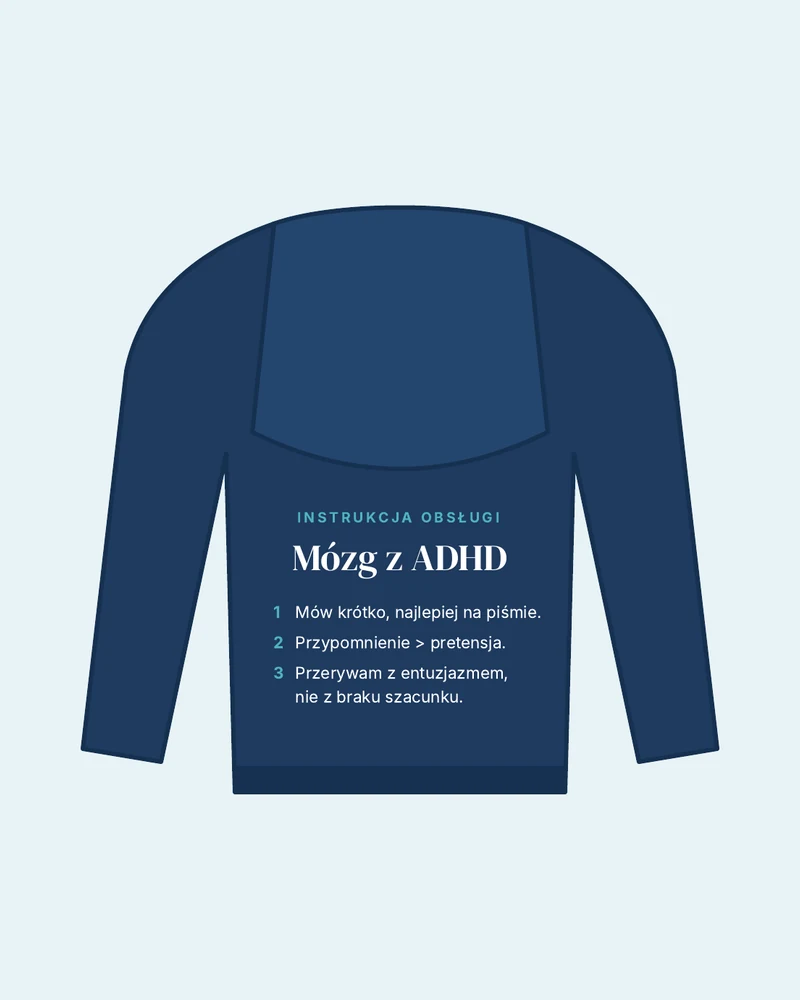 INSTRUKCJA OBSŁUGI
Mózg z ADHD
1 Mów krótko, najlepiej na piśmie.
2 Przypomnienie > pretensja.
3 Przerywam z entuzjazmem,
nie z braku szacunku.